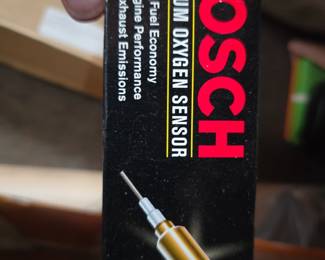 OSCH
UM OXYGEN SENSOR
Fuel Economy
gine Performance
xhaust Emissions